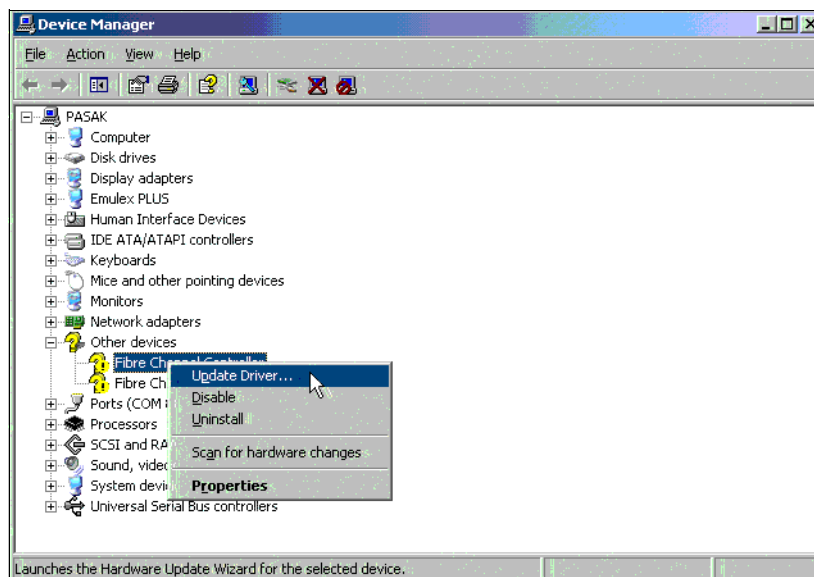 Device Manager
File Action View Help
PASAK
Computer
Disk drives
Display adapters
Emulex PLUS
Human Interface Devices
IDE ATA/ATAPI controllers
Keyboards
Mice and other pointing devices
Monitors
Network adapters
Other devices
Fibre Channel Controller
Update Driver...
Fibre Ch
Disable
Ports (COM
Uninstall
Processors
SCSI and RA
Scan for hardware changes
Sound, vide
System devi
Properties
Universal Serial Bus controllers
Launches the Hardware Update Wizard for the selected device.